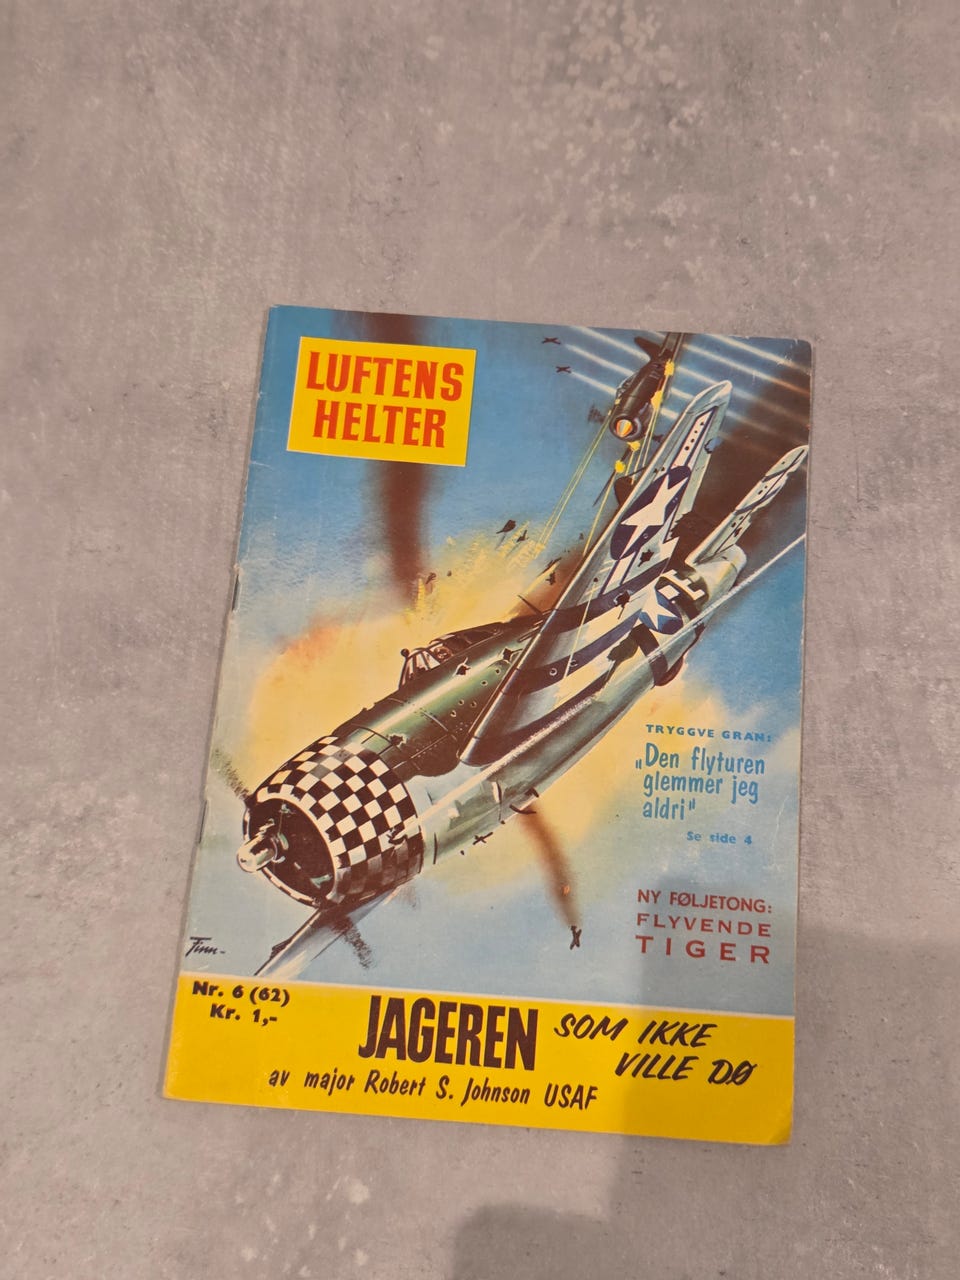 LUFTENS
HELTER
TRYGGVE GRAN:
„Den flyturen
glemmer jeg
aldri"
Se side 4
NY FØLJETONG:
FLYVENDE
TIGER
Finn-
Nr. 6 (62)
Kr. 1,-
JAGEREN SOM IKKE
VILLE DØ
av major Robert S. Johnson USAF